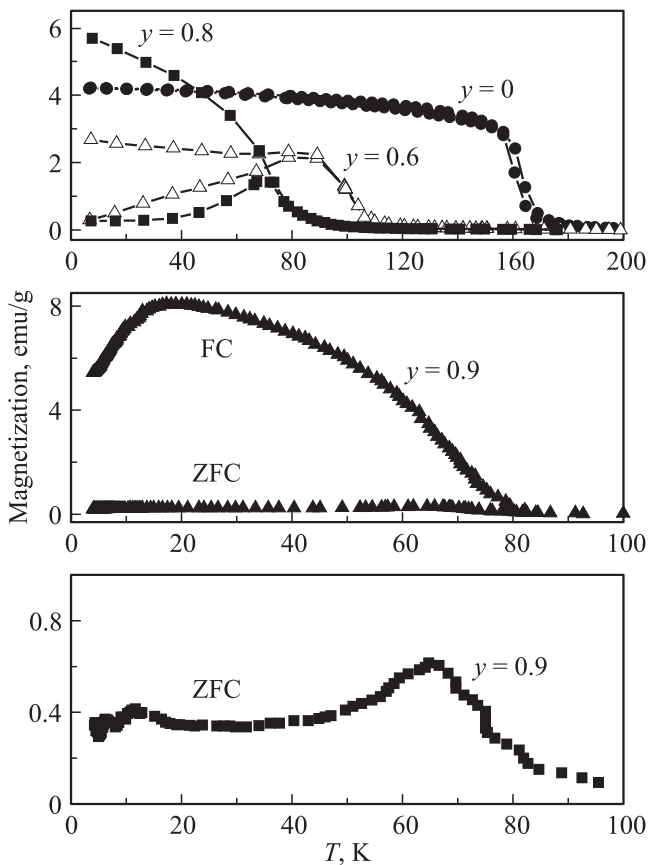 6
4
2
0
y = 0.8
y = 0
y = 0.6
0 40 80 120 160 200
Magnetization, emu/g
8
4
0
FC
y = 0.9
ZFC
0 20 40 60 80 100
0.8
0.4
0
ZFC
y = 0.9
0 20 40 60 80 100
T, K